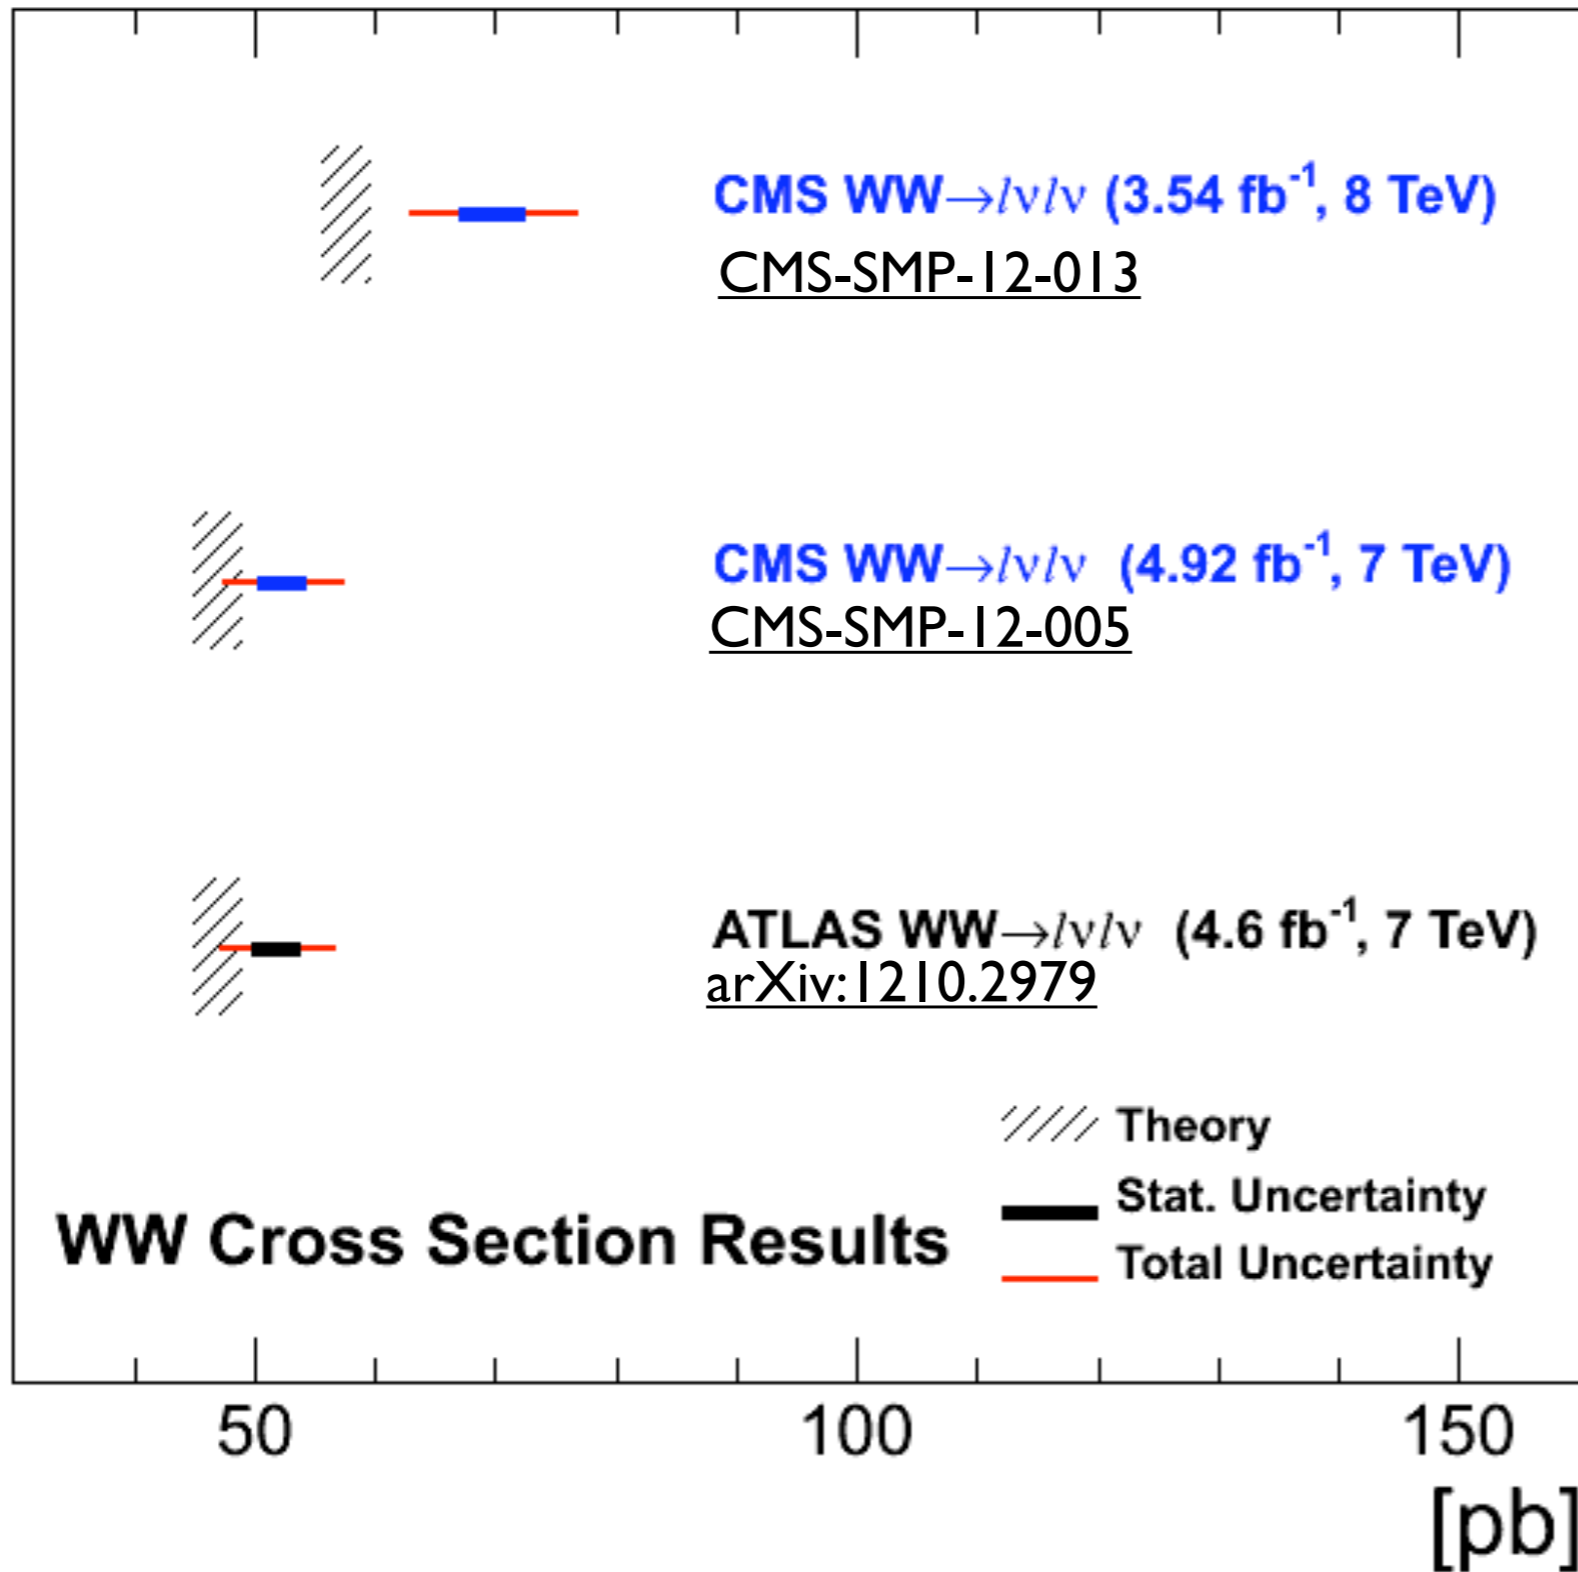 CMS WW→lνlν (3.54 fb⁻¹, 8 TeV)
CMS-SMP-12-013
CMS WW→lνlν (4.92 fb⁻¹, 7 TeV)
CMS-SMP-12-005
ATLAS WW→lνlν (4.6 fb⁻¹, 7 TeV)
arXiv:1210.2979
Theory
Stat. Uncertainty
WW Cross Section Results
Total Uncertainty
50 100 150
[pb]